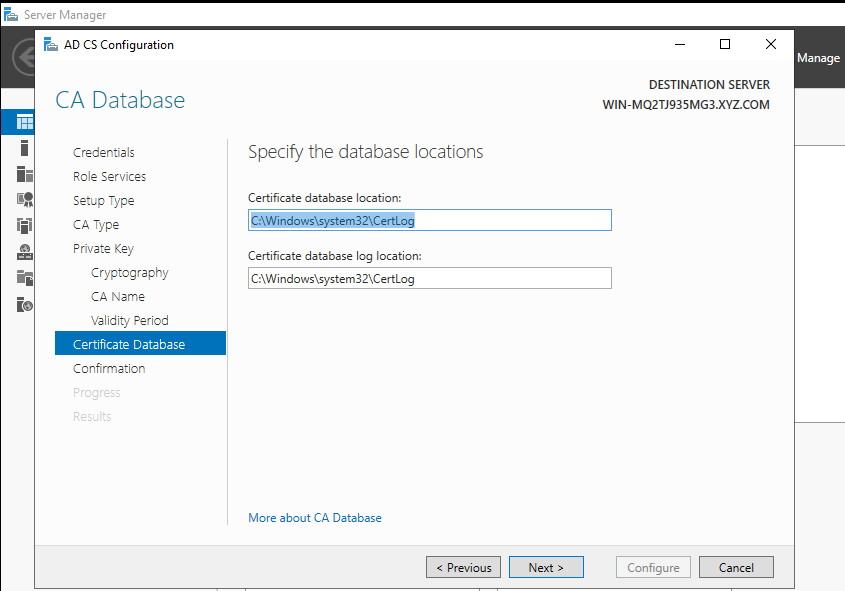 Server Manager
AD CS Configuration
Manage
CA Database
DESTINATION SERVER
WIN-MQ2TJ935MG3.XYZ.COM
Credentials
Role Services
Setup Type
CA Type
Private Key
Cryptography
CA Name
Validity Period
Certificate Database
Confirmation
Progress
Results
Specify the database locations
Certificate database location:
C:\Windows\system32\CertLog
Certificate database log location:
C:\Windows\system32\CertLog
More about CA Database
< Previous
Next >
Configure
Cancel